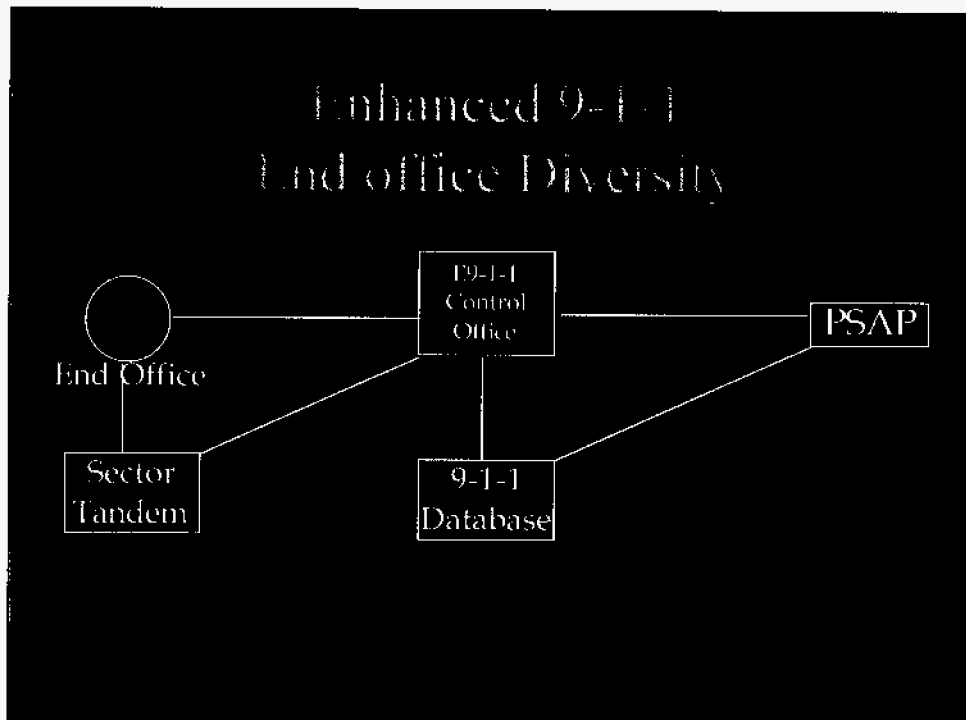 Enhanced 9-1-1
End office Diversity
E9-1-1
Control
Office
PSAP
End Office
Sector
Tandem
9-1-1
Database